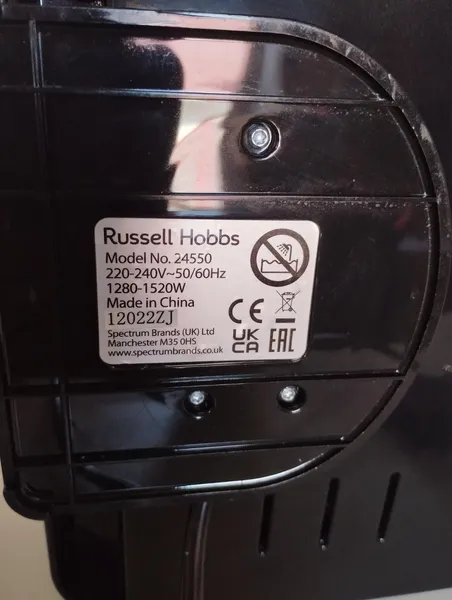 Russell Hobbs
Model No. 24550
220-240V~50/60Hz
1280-1520W
Made in China
12022ZJ
Spectrum Brands (UK) Ltd
Manchester M35 0HS
www.spectrumbrands.co.uk
CE
UK
CA
EAC